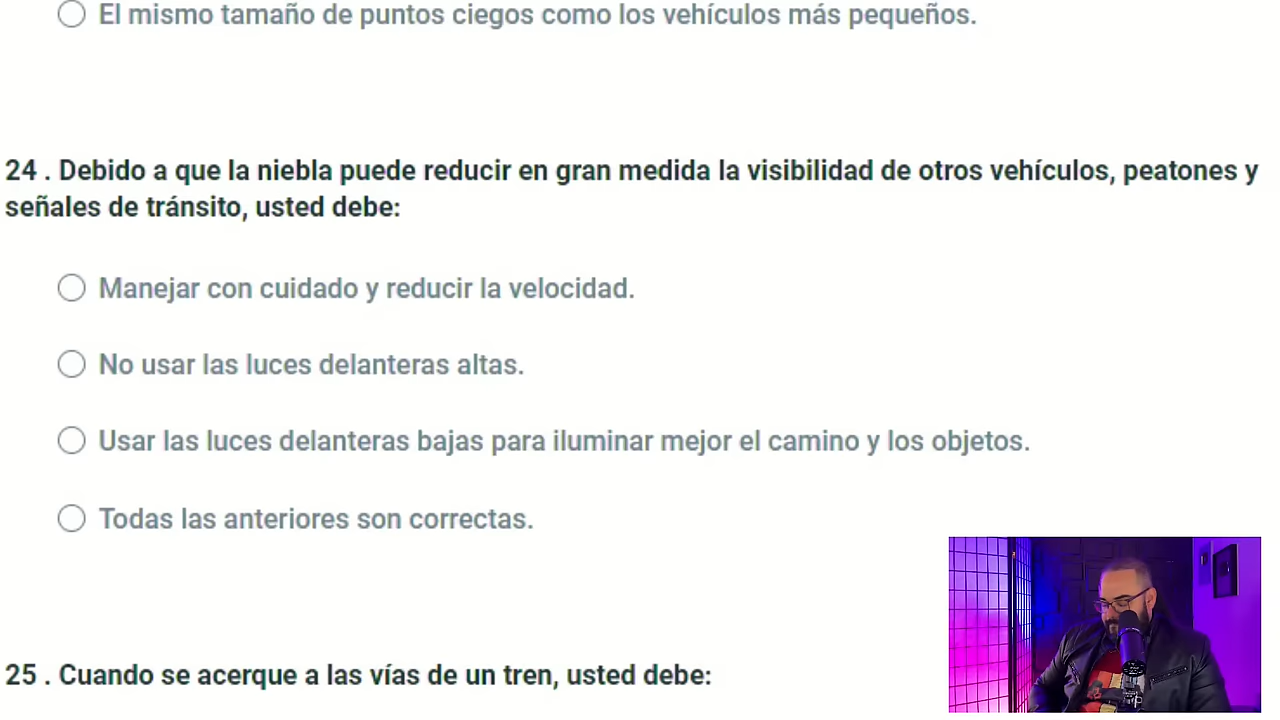 El mismo tamaño de puntos ciegos como los vehículos más pequeños.
24 . Debido a que la niebla puede reducir en gran medida la visibilidad de otros vehículos, peatones y
señales de tránsito, usted debe:
Manejar con cuidado y reducir la velocidad.
No usar las luces delanteras altas.
Usar las luces delanteras bajas para iluminar mejor el camino y los objetos.
Todas las anteriores son correctas.
25 . Cuando se acerque a las vías de un tren, usted debe: